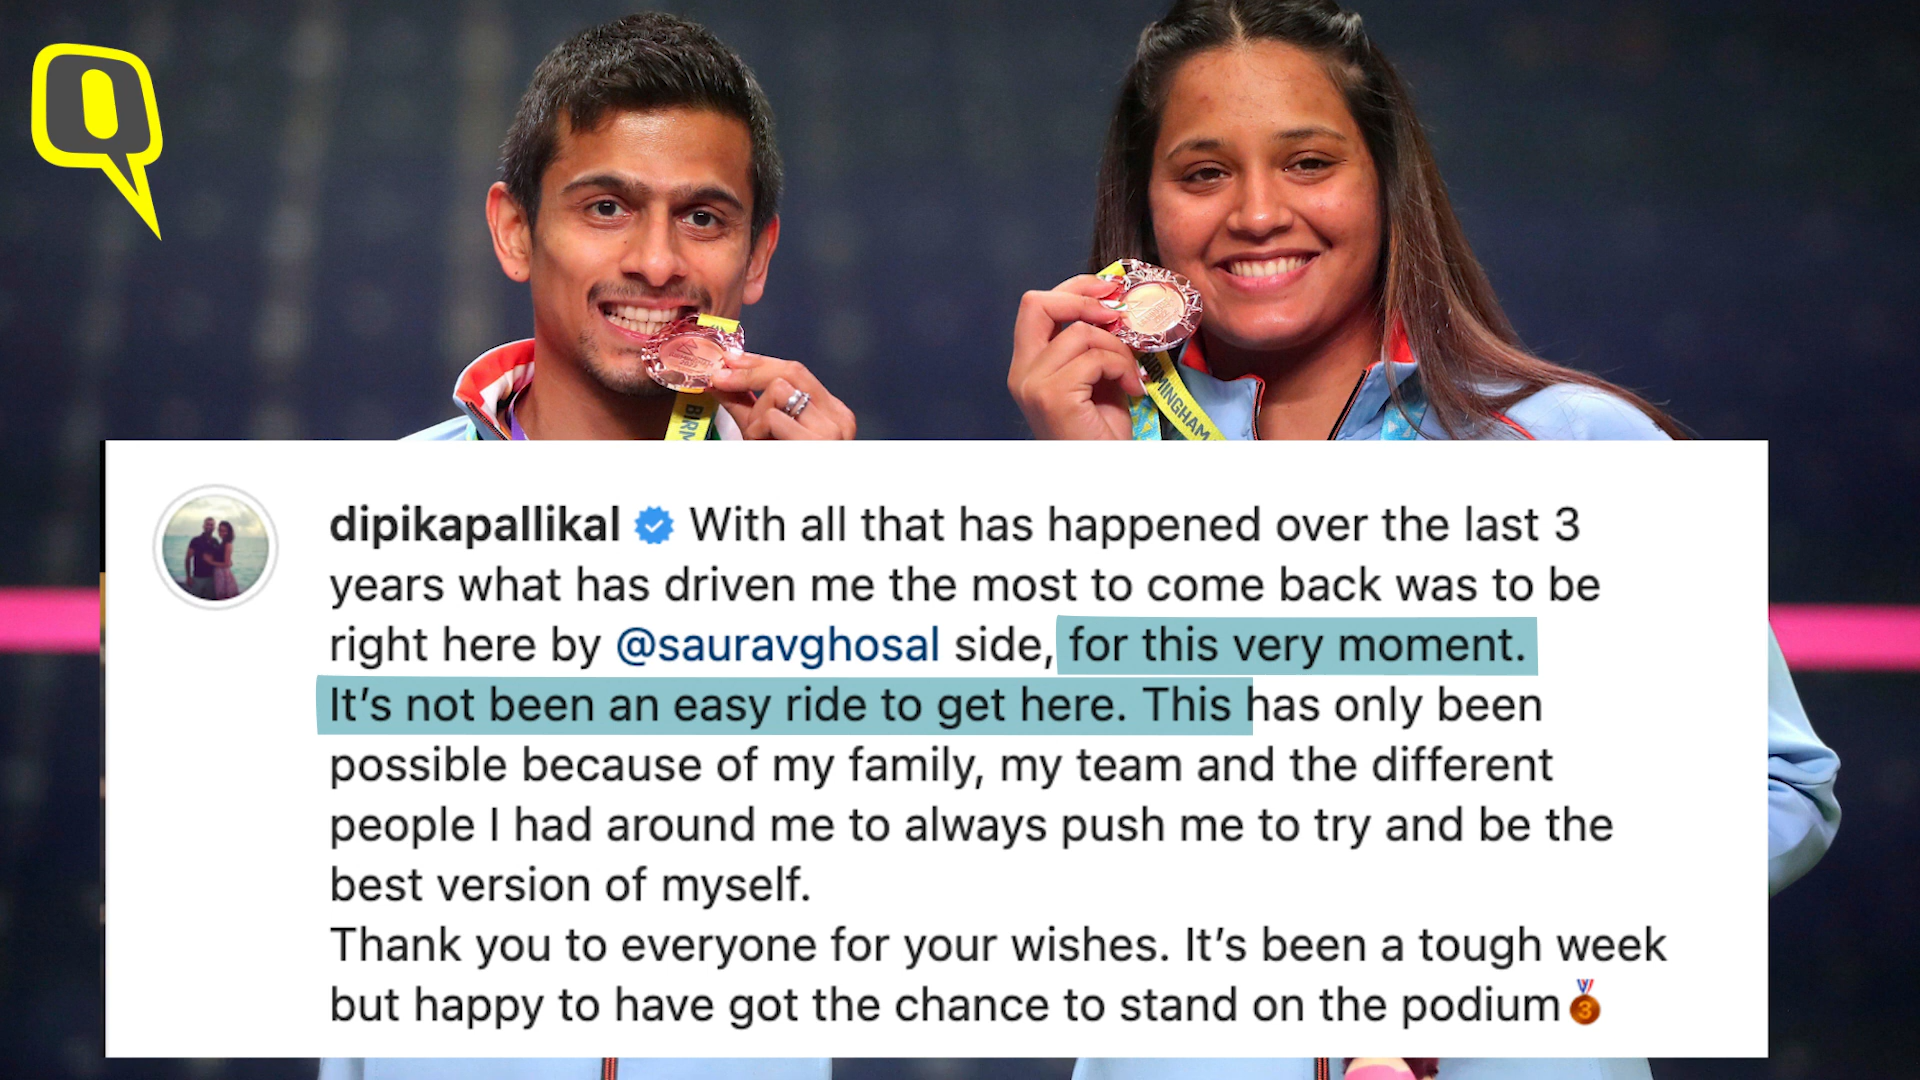 Q
BIRM
BIRMINGHAM
dipikapallikal With all that has happened over the last 3
years what has driven me the most to come back was to be
right here by @sauravghosal side, for this very moment.
It’s not been an easy ride to get here. This has only been
possible because of my family, my team and the different
people I had around me to always push me to try and be the
best version of myself.
Thank you to everyone for your wishes. It’s been a tough week
but happy to have got the chance to stand on the podium🥉